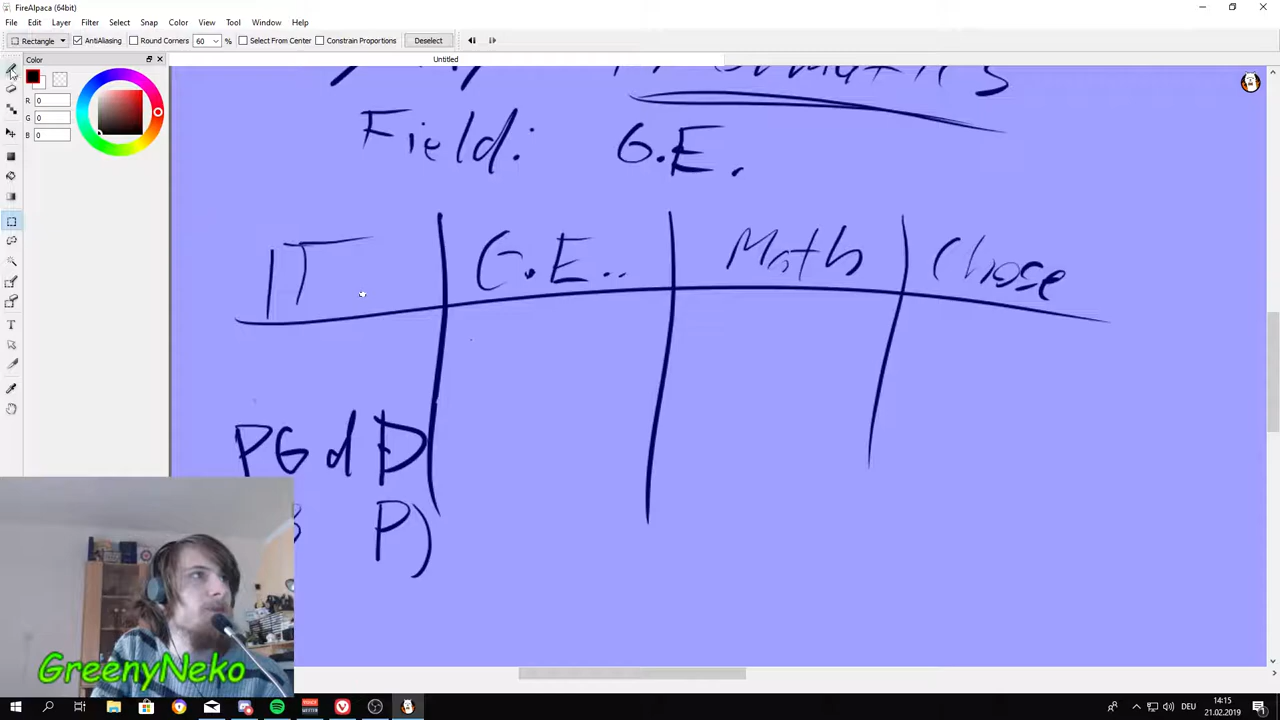 FireAlpaca (64bit)
File Edit Layer Filter Select Snap Color View Tool Window Help
Rectangle AntiAliasing Round Corners 60 % Select From Center Constrain Proportions Deselect
Color Untitled
R 0
G 0
B 0
Field: G.E.
IT G.E.. Math Chose
PG d D
P)
GreenyNeko
14:15
DEU
21.02.2019